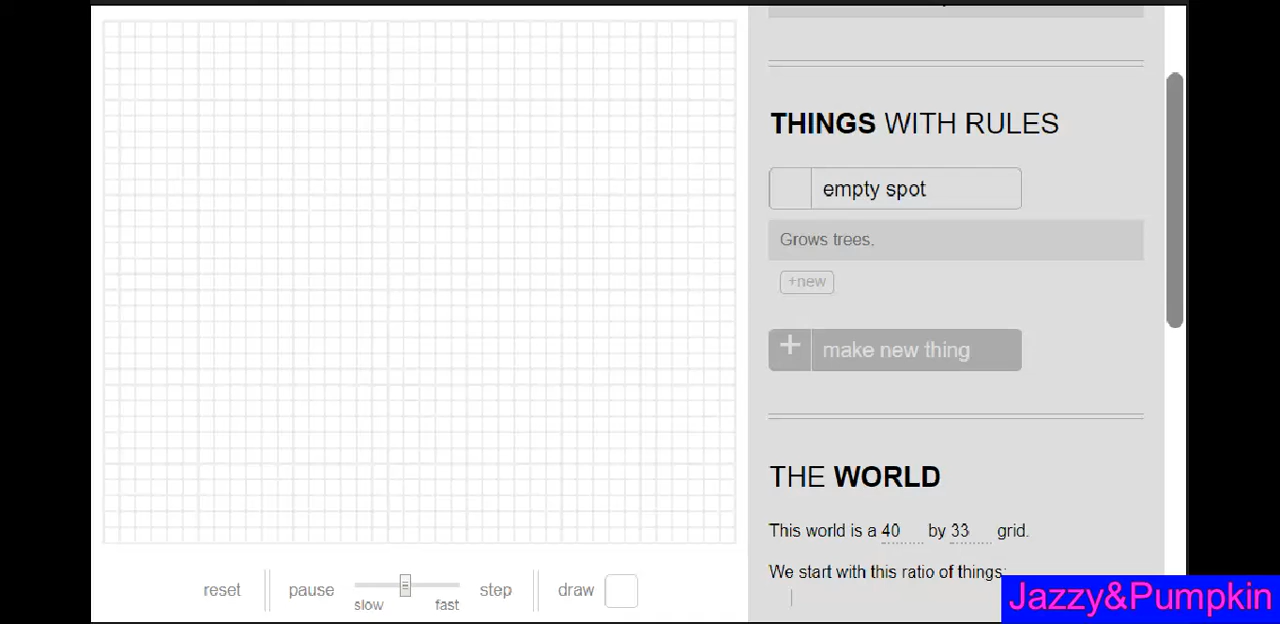 THINGS WITH RULES
empty spot
Grows trees.
+new
+ make new thing
THE WORLD
This world is a 40 by 33 grid.
We start with this ratio of things:
reset
pause
slow
fast
step
draw
Jazzy&Pumpkin